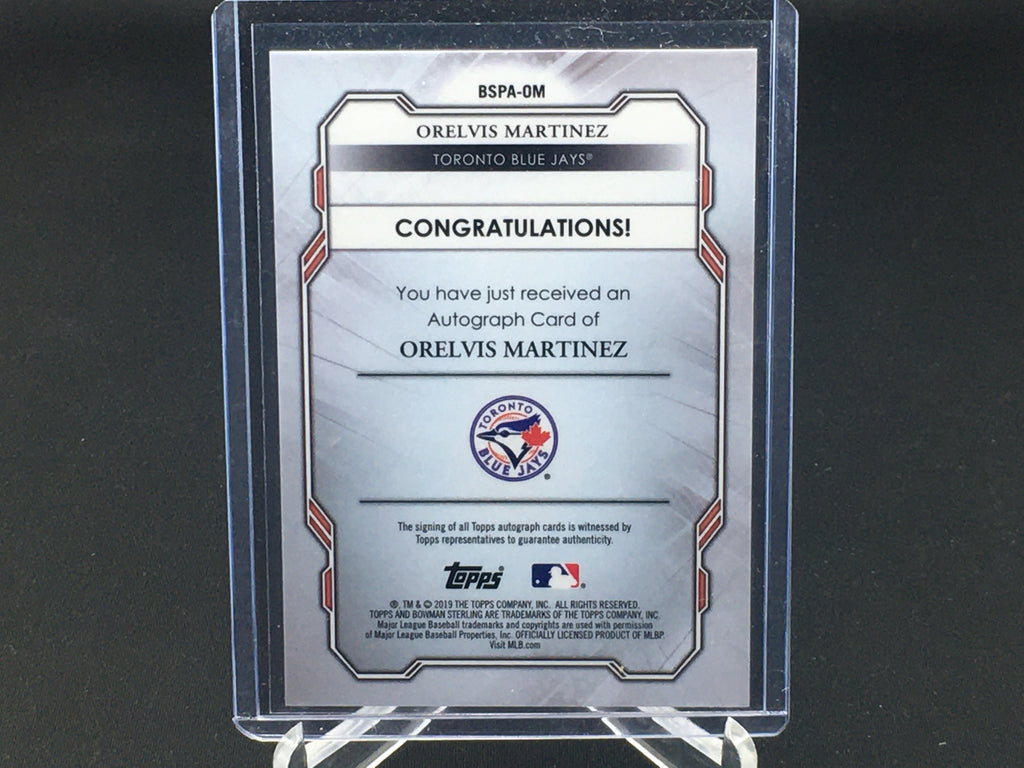 BSPA-OM
ORELVIS MARTINEZ
TORONTO BLUE JAYS®
CONGRATULATIONS!
You have just received an
Autograph Card of
ORELVIS MARTINEZ
TORONTO
BLUE JAYS
®
The signing of all Topps autograph cards is witnessed by
Topps representatives to guarantee authenticity.
topps®
®
®, TM & © 2019 THE TOPPS COMPANY, INC. ALL RIGHTS RESERVED.
TOPPS AND BOWMAN STERLING ARE TRADEMARKS OF THE TOPPS COMPANY, INC.
Major League Baseball trademarks and copyrights are used with permission
of Major League Baseball Properties, Inc. OFFICIALLY LICENSED PRODUCT OF MLBP.
Visit MLB.com